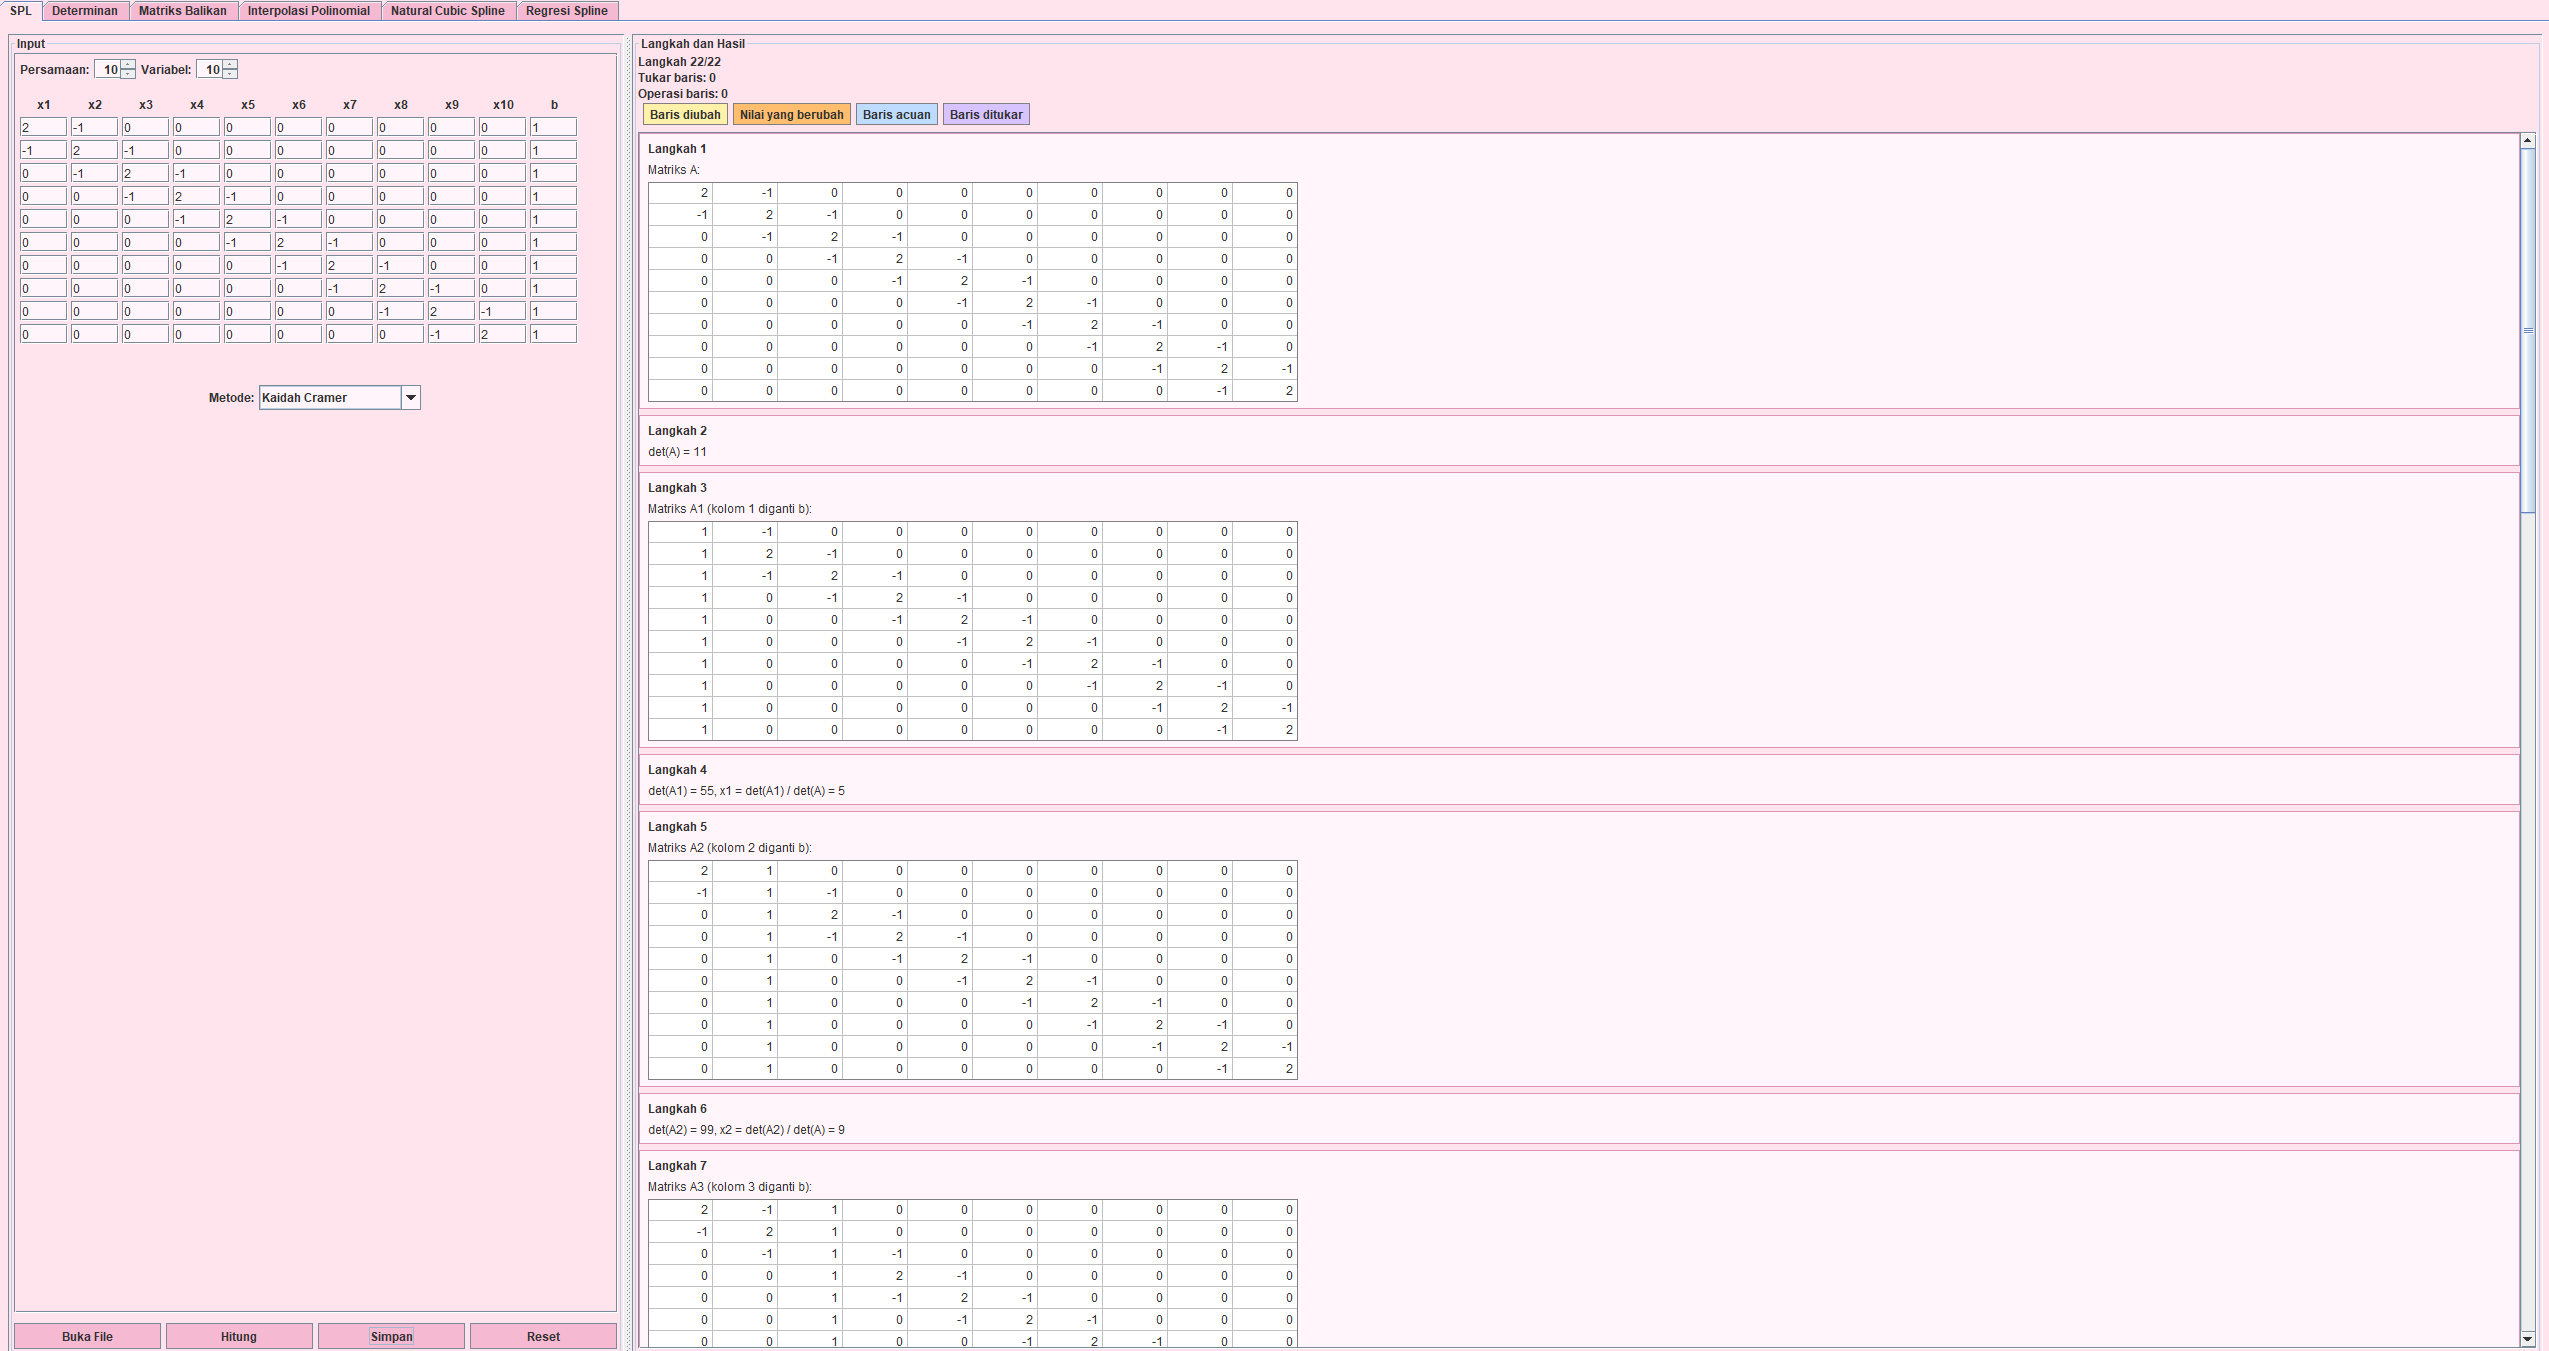 SPL Determinan Matriks Balikan Interpolasi Polinomial Natural Cubic Spline Regresi Spline
Input
Persamaan: 10 Variabel: 10
x1 x2 x3 x4 x5 x6 x7 x8 x9 x10 b
2 -1 0 0 0 0 0 0 0 0 1
-1 2 -1 0 0 0 0 0 0 0 1
0 -1 2 -1 0 0 0 0 0 0 1
0 0 -1 2 -1 0 0 0 0 0 1
0 0 0 -1 2 -1 0 0 0 0 1
0 0 0 0 -1 2 -1 0 0 0 1
0 0 0 0 0 -1 2 -1 0 0 1
0 0 0 0 0 0 -1 2 -1 0 1
0 0 0 0 0 0 0 -1 2 -1 1
0 0 0 0 0 0 0 0 -1 2 1
Metode: Kaidah Cramer
Buka File Hitung Simpan Reset
Langkah dan Hasil
Langkah 22/22
Tukar baris: 0
Operasi baris: 0
Baris diubah Nilai yang berubah Baris acuan Baris ditukar
Langkah 1
Matriks A:
2 -1 0 0 0 0 0 0 0 0
-1 2 -1 0 0 0 0 0 0 0
0 -1 2 -1 0 0 0 0 0 0
0 0 -1 2 -1 0 0 0 0 0
0 0 0 -1 2 -1 0 0 0 0
0 0 0 0 -1 2 -1 0 0 0
0 0 0 0 0 -1 2 -1 0 0
0 0 0 0 0 0 -1 2 -1 0
0 0 0 0 0 0 0 -1 2 -1
0 0 0 0 0 0 0 0 -1 2
Langkah 2
det(A) = 11
Langkah 3
Matriks A1 (kolom 1 diganti b):
1 -1 0 0 0 0 0 0 0 0
1 2 -1 0 0 0 0 0 0 0
1 -1 2 -1 0 0 0 0 0 0
1 0 -1 2 -1 0 0 0 0 0
1 0 0 -1 2 -1 0 0 0 0
1 0 0 0 -1 2 -1 0 0 0
1 0 0 0 0 -1 2 -1 0 0
1 0 0 0 0 0 -1 2 -1 0
1 0 0 0 0 0 0 -1 2 -1
1 0 0 0 0 0 0 0 -1 2
Langkah 4
det(A1) = 55, x1 = det(A1) / det(A) = 5
Langkah 5
Matriks A2 (kolom 2 diganti b):
2 1 0 0 0 0 0 0 0 0
-1 1 -1 0 0 0 0 0 0 0
0 1 2 -1 0 0 0 0 0 0
0 1 -1 2 -1 0 0 0 0 0
0 1 0 -1 2 -1 0 0 0 0
0 1 0 0 -1 2 -1 0 0 0
0 1 0 0 0 -1 2 -1 0 0
0 1 0 0 0 0 -1 2 -1 0
0 1 0 0 0 0 0 -1 2 -1
0 1 0 0 0 0 0 0 -1 2
Langkah 6
det(A2) = 99, x2 = det(A2) / det(A) = 9
Langkah 7
Matriks A3 (kolom 3 diganti b):
2 -1 1 0 0 0 0 0 0 0
-1 2 1 0 0 0 0 0 0 0
0 -1 1 -1 0 0 0 0 0 0
0 0 1 2 -1 0 0 0 0 0
0 0 1 -1 2 -1 0 0 0 0
0 0 1 0 -1 2 -1 0 0 0
0 0 1 0 0 -1 2 -1 0 0